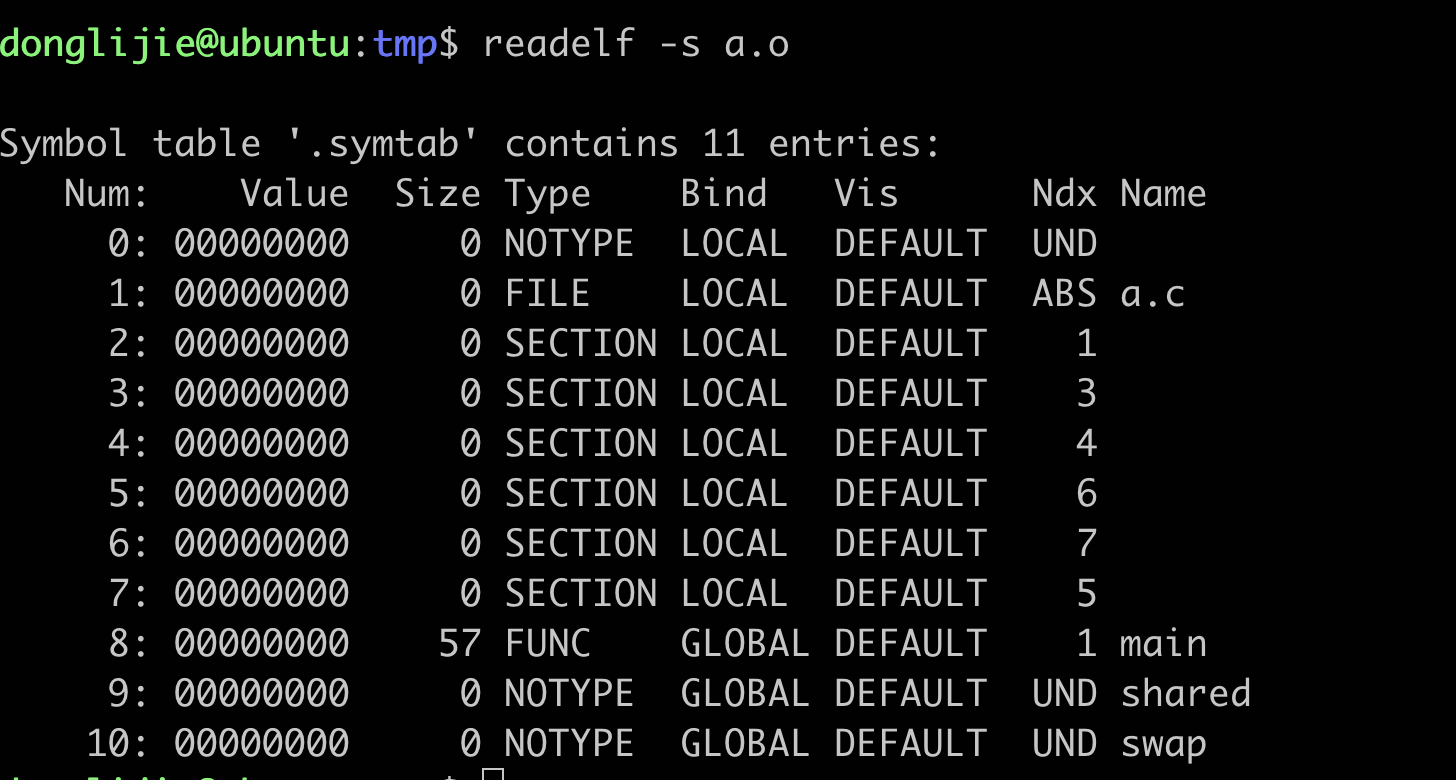 donglijie@ubuntu:tmp$ readelf -s a.o
Symbol table '.symtab' contains 11 entries:
   Num:    Value  Size Type    Bind   Vis      Ndx Name
     0: 00000000     0 NOTYPE  LOCAL  DEFAULT  UND
     1: 00000000     0 FILE    LOCAL  DEFAULT  ABS a.c
     2: 00000000     0 SECTION LOCAL  DEFAULT    1
     3: 00000000     0 SECTION LOCAL  DEFAULT    3
     4: 00000000     0 SECTION LOCAL  DEFAULT    4
     5: 00000000     0 SECTION LOCAL  DEFAULT    6
     6: 00000000     0 SECTION LOCAL  DEFAULT    7
     7: 00000000     0 SECTION LOCAL  DEFAULT    5
     8: 00000000    57 FUNC    GLOBAL DEFAULT    1 main
     9: 00000000     0 NOTYPE  GLOBAL DEFAULT  UND shared
    10: 00000000     0 NOTYPE  GLOBAL DEFAULT  UND swap